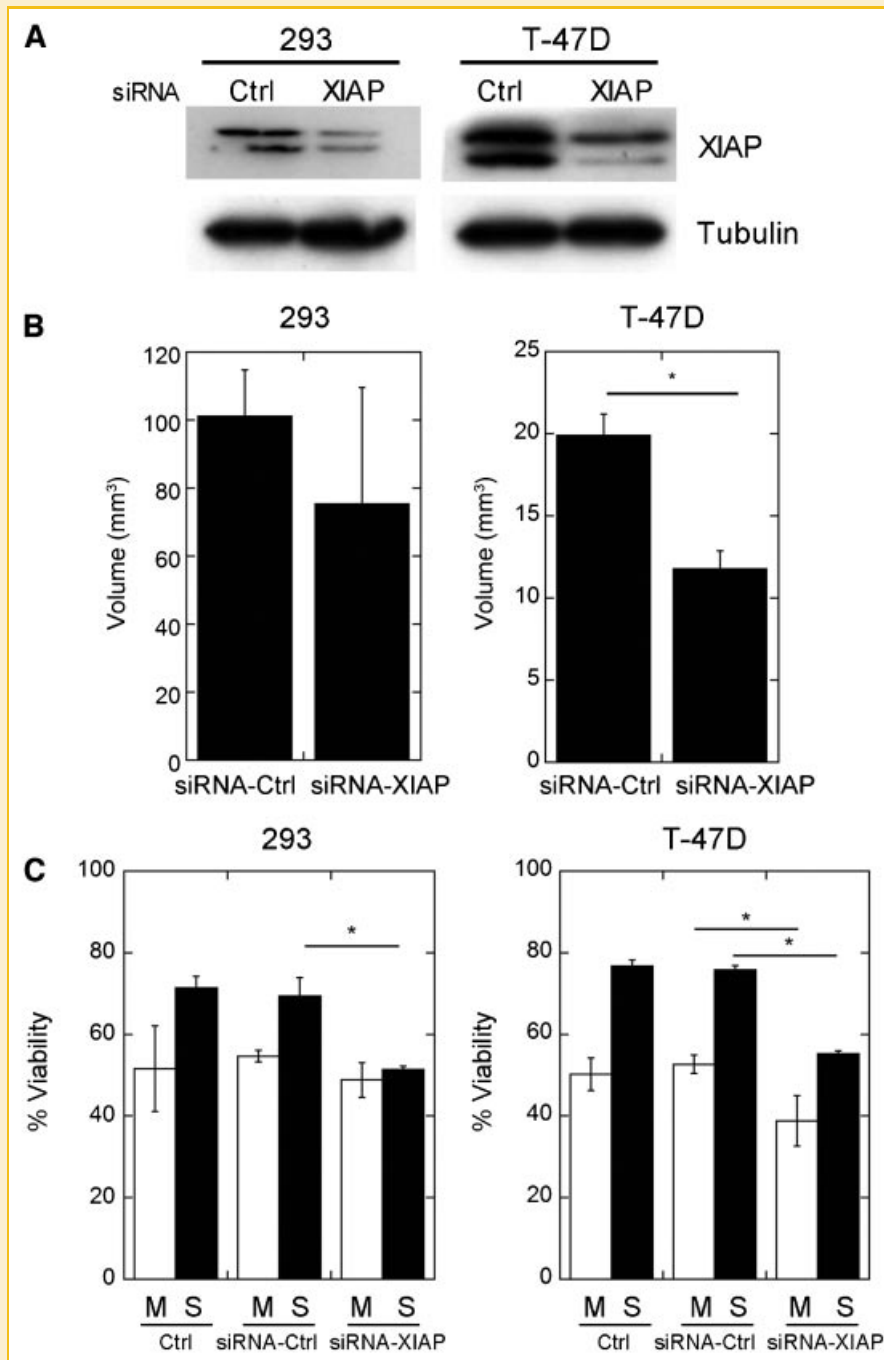 A
293 T-47D
siRNA Ctrl XIAP Ctrl XIAP
XIAP
Tubulin
B
293
120
100
80
60
40
20
0
Volume (mm³)
siRNA-Ctrl siRNA-XIAP
T-47D
25
20
15
10
5
0
Volume (mm³)
*
siRNA-Ctrl siRNA-XIAP
C
293
100
80
60
40
20
0
% Viability
*
M S M S M S
Ctrl siRNA-Ctrl siRNA-XIAP
T-47D
100
80
60
40
20
0
% Viability
*
*
M S M S M S
Ctrl siRNA-Ctrl siRNA-XIAP